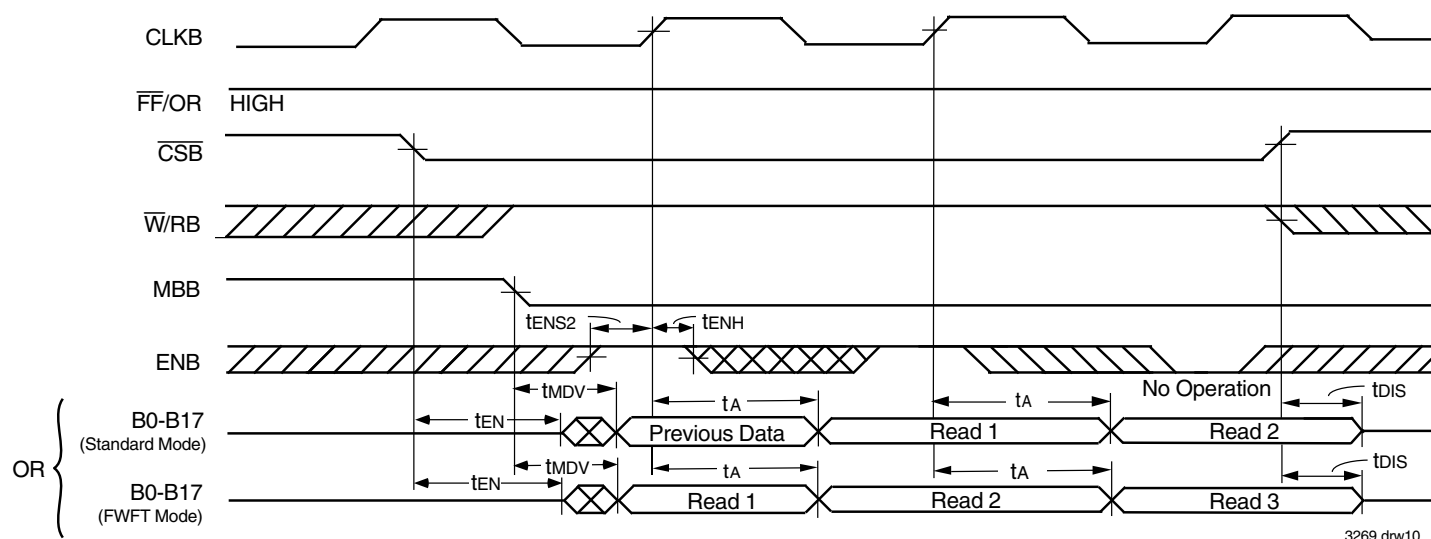 CLKB
F̅F̅/OR HIGH
C̅S̅B̅
W̅/RB
MBB
tENS2 tENH
ENB
No Operation
tMDV tA tA tDIS
tEN
B0-B17 Previous Data Read 1 Read 2
(Standard Mode)
OR
tMDV tA tA tDIS
tEN
B0-B17 Read 1 Read 2 Read 3
(FWFT Mode)
3269 drw10